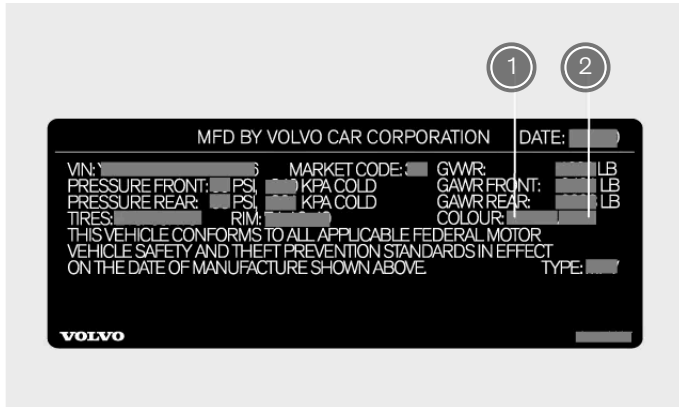 1 2
MFD BY VOLVO CAR CORPORATION DATE:
VIN: MARKET CODE: GVWR: LB
PRESSURE FRONT: PSI, KPA COLD GAWR FRONT: LB
PRESSURE REAR: PSI, KPA COLD GAWR REAR: LB
TIRES: RIM: COLOUR:
THIS VEHICLE CONFORMS TO ALL APPLICABLE FEDERAL MOTOR
VEHICLE SAFETY AND THEFT PREVENTION STANDARDS IN EFFECT
ON THE DATE OF MANUFACTURE SHOWN ABOVE. TYPE:
VOLVO